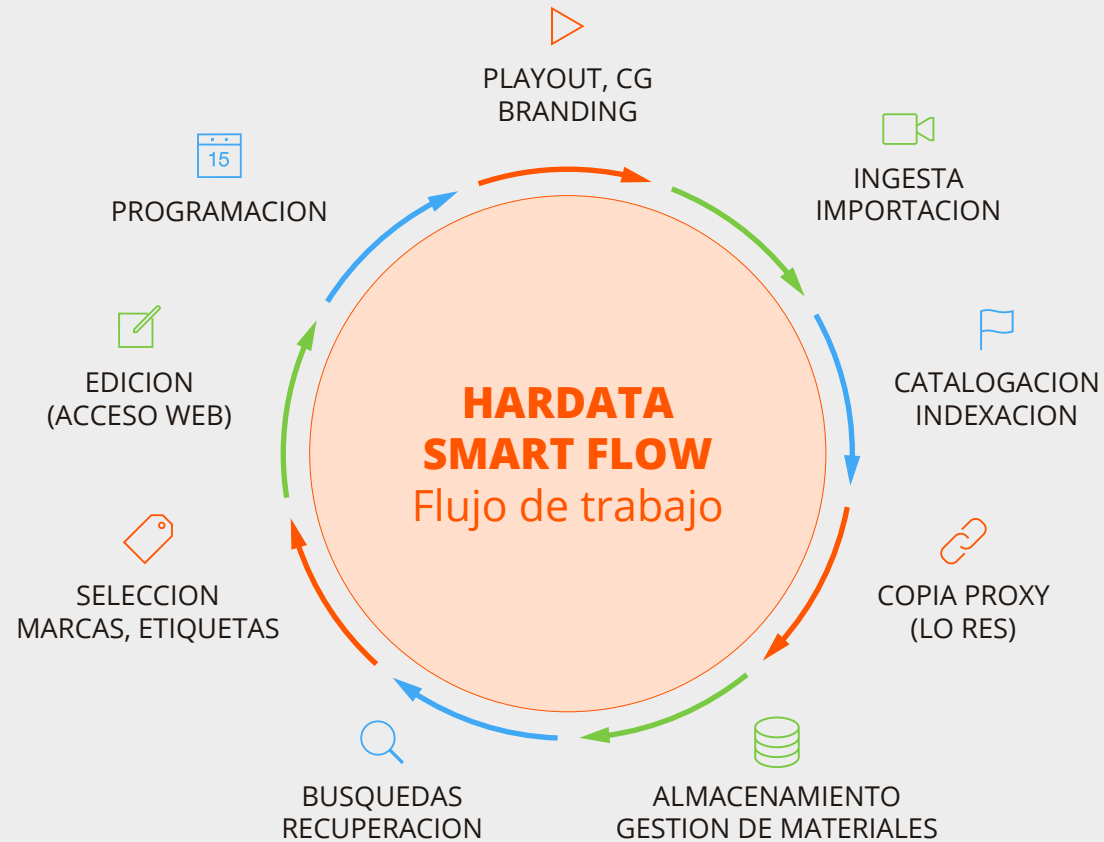 PLAYOUT, CG
BRANDING
INGESTA
IMPORTACION
CATALOGACION
INDEXACION
COPIA PROXY
(LO RES)
ALMACENAMIENTO
GESTION DE MATERIALES
BUSQUEDAS
RECUPERACION
SELECCION
MARCAS, ETIQUETAS
EDICION
(ACCESO WEB)
15
PROGRAMACION
HARDATA
SMART FLOW
Flujo de trabajo